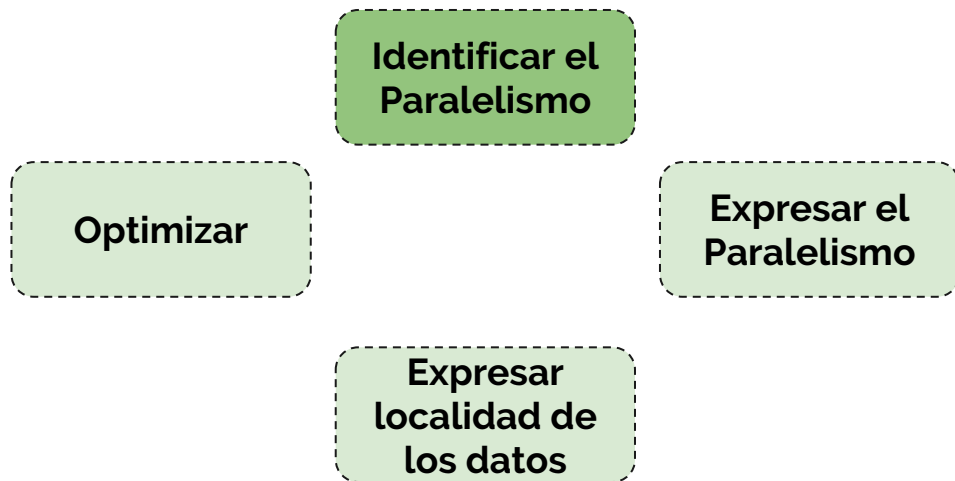 Identificar el
Paralelismo
Optimizar
Expresar el
Paralelismo
Expresar
localidad de
los datos